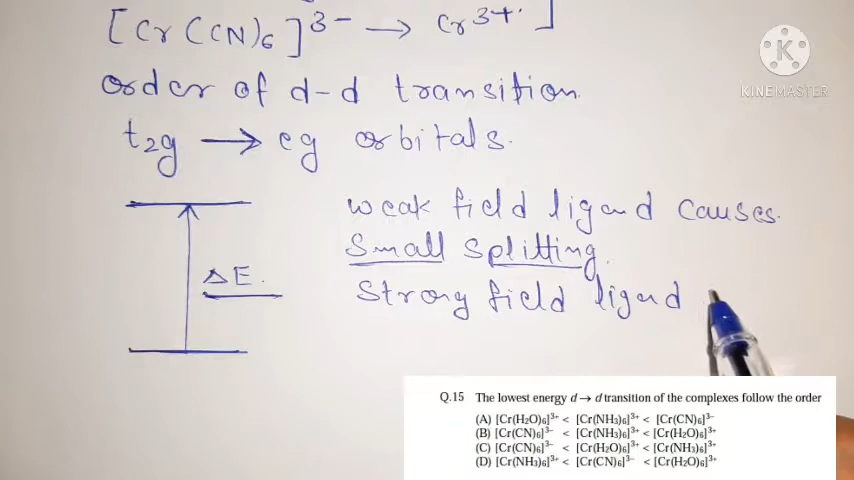 [Cr(CN)6]3- → Cr3+. ]
KINEMASTER
order of d-d transition.
t2g → eg orbitals.
weak field ligand causes.
Small splitting.
ΔE.
Strong field ligand
Q.15 The lowest energy d → d transition of the complexes follow the order
(A) [Cr(H2O)6]3+ < [Cr(NH3)6]3+ < [Cr(CN)6]3-
(B) [Cr(CN)6]3- < [Cr(NH3)6]3+ < [Cr(H2O)6]3+
(C) [Cr(CN)6]3- < [Cr(H2O)6]3+ < [Cr(NH3)6]3+
(D) [Cr(NH3)6]3+ < [Cr(CN)6]3- < [Cr(H2O)6]3+